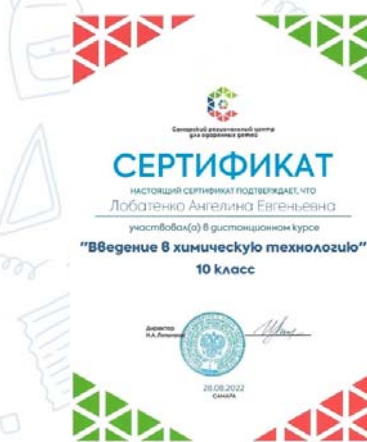 Самарский региональный центр
для одаренных детей
СЕРТИФИКАТ
НАСТОЯЩИЙ СЕРТИФИКАТ ПОДТВЕРЖДАЕТ, ЧТО
Лобатенко Ангелина Евгеньевна
участвовал(а) в дистанционном курсе
"Введение в химическую технологию"
10 класс
Директор
28.08.2022
САМАРА